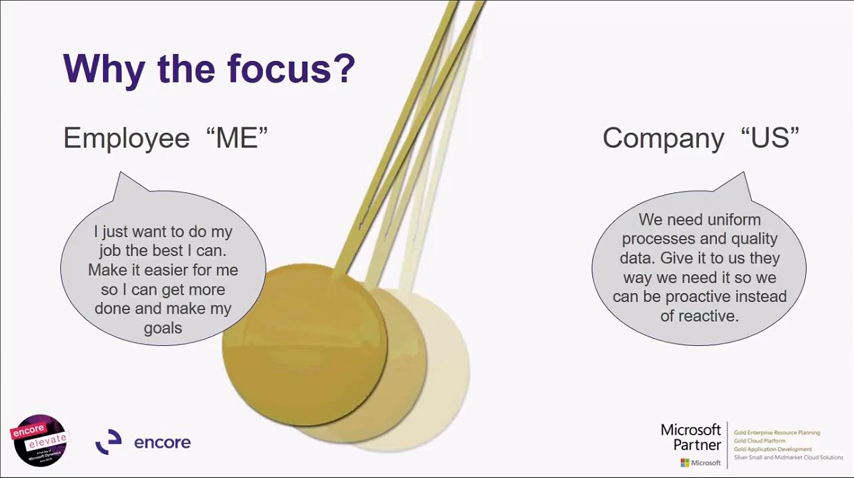 Why the focus?
Employee “ME”
Company “US”
I just want to do my
job the best I can.
Make it easier for me
so I can get more
done and make my
goals
We need uniform
processes and quality
data. Give it to us they
way we need it so we
can be proactive instead
of reactive.
encore
elevate
Microsoft Dynamics
encore
Microsoft
Partner
Microsoft
Gold Enterprise Resource Planning
Gold Cloud Platform
Gold Application Development
Silver Small and Midmarket Cloud Solutions